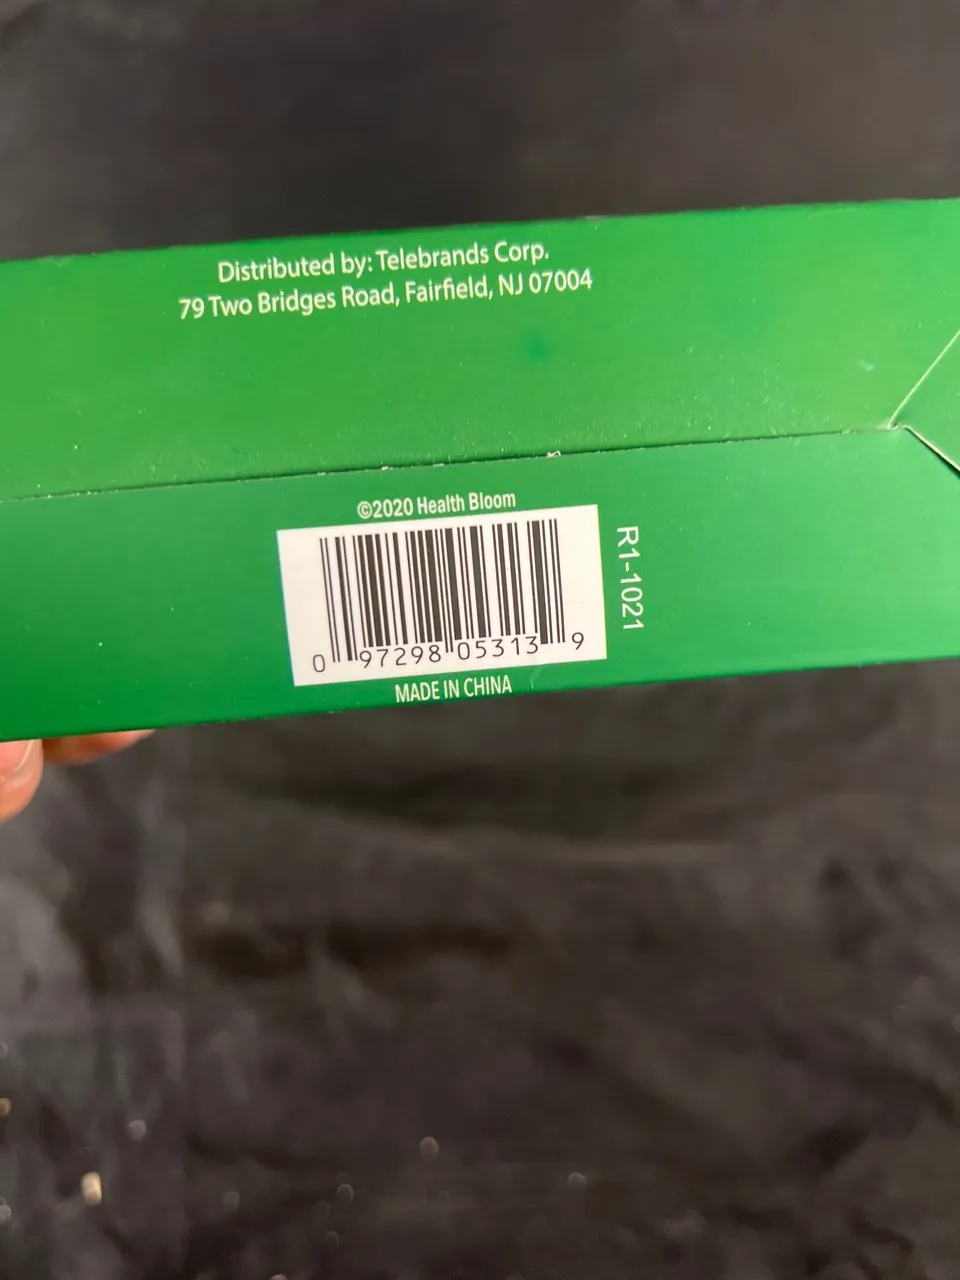 Distributed by: Telebrands Corp.
79 Two Bridges Road, Fairfield, NJ 07004
©2020 Health Bloom
0 97298 05313 9
R1-1021
MADE IN CHINA